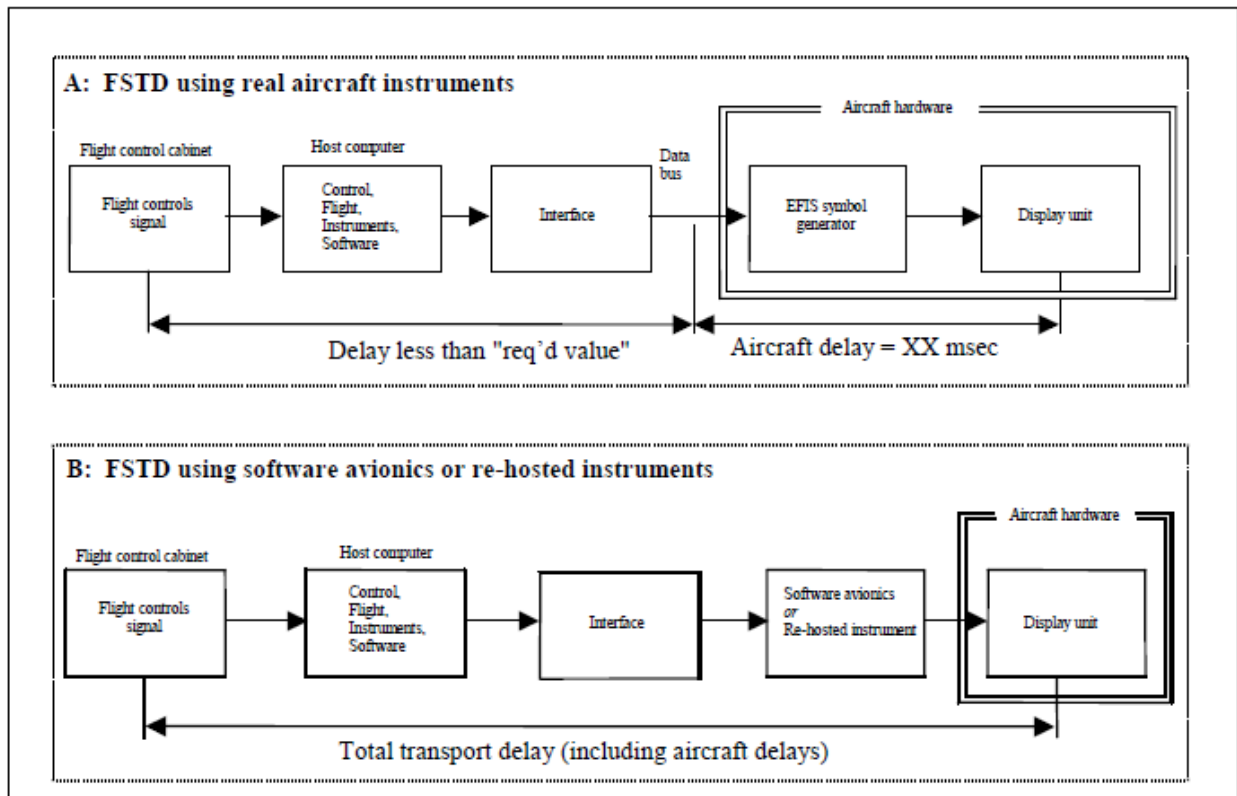 A: FSTD using real aircraft instruments
Aircraft hardware
Flight control cabinet
Host computer
Data
bus
Flight controls
signal
Control,
Flight,
Instruments,
Software
Interface
EFIS symbol
generator
Display unit
Delay less than "req’d value"
Aircraft delay = XX msec
B: FSTD using software avionics or re-hosted instruments
Aircraft hardware
Flight control cabinet
Host computer
Flight controls
signal
Control,
Flight,
Instruments,
Software
Interface
Software avionics
or
Re-hosted instrument
Display unit
Total transport delay (including aircraft delays)